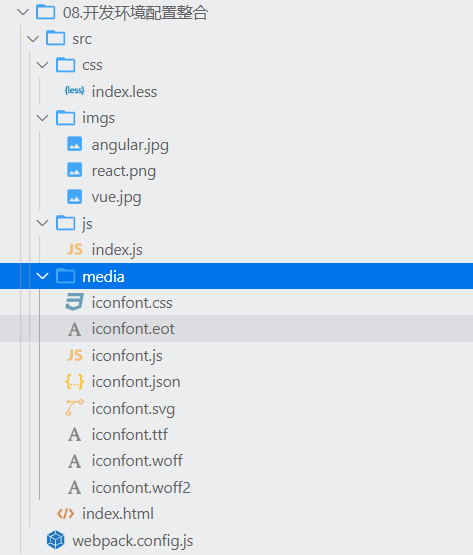 08.开发环境配置整合
src
css
{less} index.less
imgs
angular.jpg
react.png
vue.jpg
js
JS index.js
media
iconfont.css
A iconfont.eot
JS iconfont.js
{..} iconfont.json
iconfont.svg
A iconfont.ttf
A iconfont.woff
A iconfont.woff2
index.html
webpack.config.js